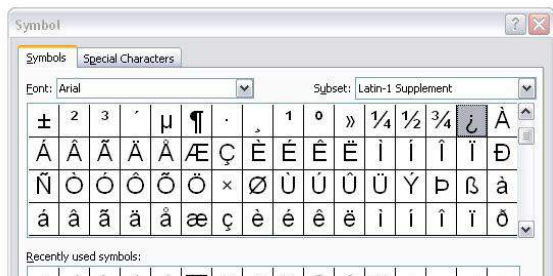 Symbol
Symbols Special Characters
Font: Arial Subset: Latin-1 Supplement
± ² ³ ´ µ ¶ · ¸ ¹ º » ¼ ½ ¾ ¿ À
Á Â Ã Ä Å Æ Ç È É Ê Ë Ì Í Î Ï Ð
Ñ Ò Ó Ô Õ Ö × Ø Ù Ú Û Ü Ý Þ ß à
á â ã ä å æ ç è é ê ë ì í î ï ð
Recently used symbols: